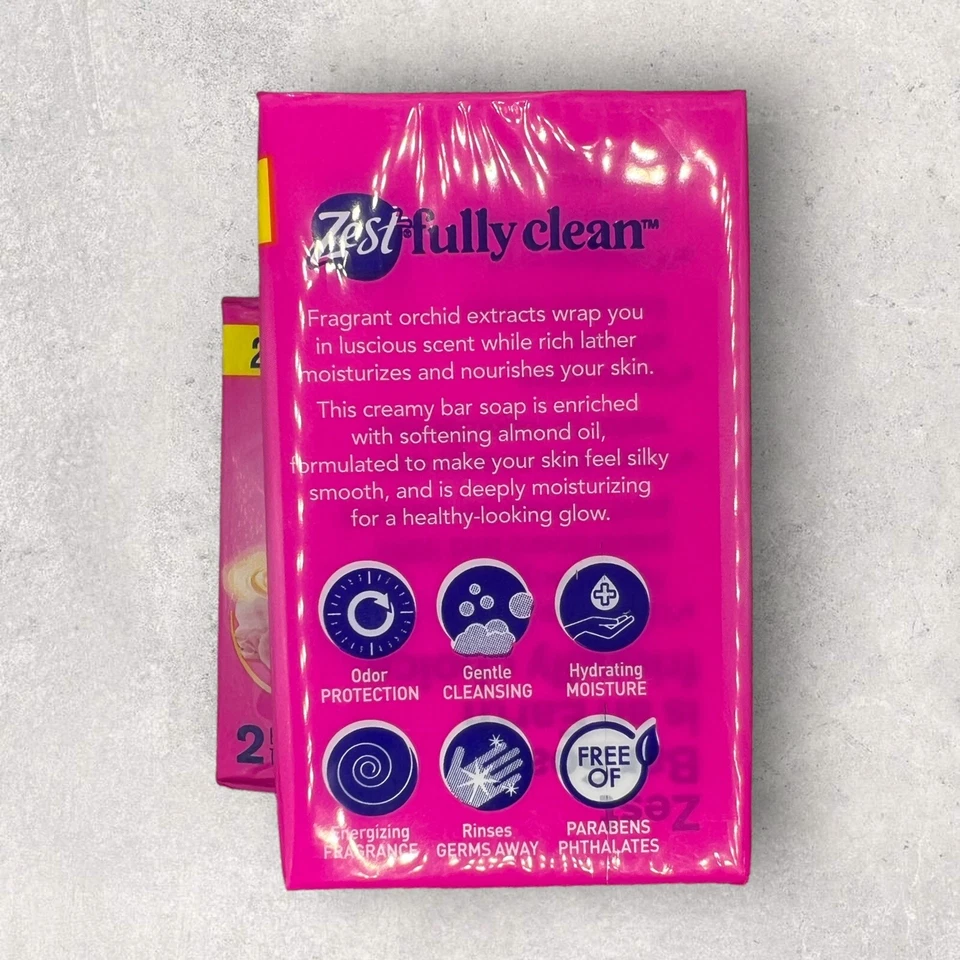 Zest fully clean™
Fragrant orchid extracts wrap you
in luscious scent while rich lather
moisturizes and nourishes your skin.
This creamy bar soap is enriched
with softening almond oil,
formulated to make your skin feel silky
smooth, and is deeply moisturizing
for a healthy-looking glow.
Odor
PROTECTION
Gentle
CLEANSING
Hydrating
MOISTURE
Energizing
FRAGRANCE
Rinses
GERMS AWAY
FREE
OF
PARABENS
PHTHALATES
2
2
Zest